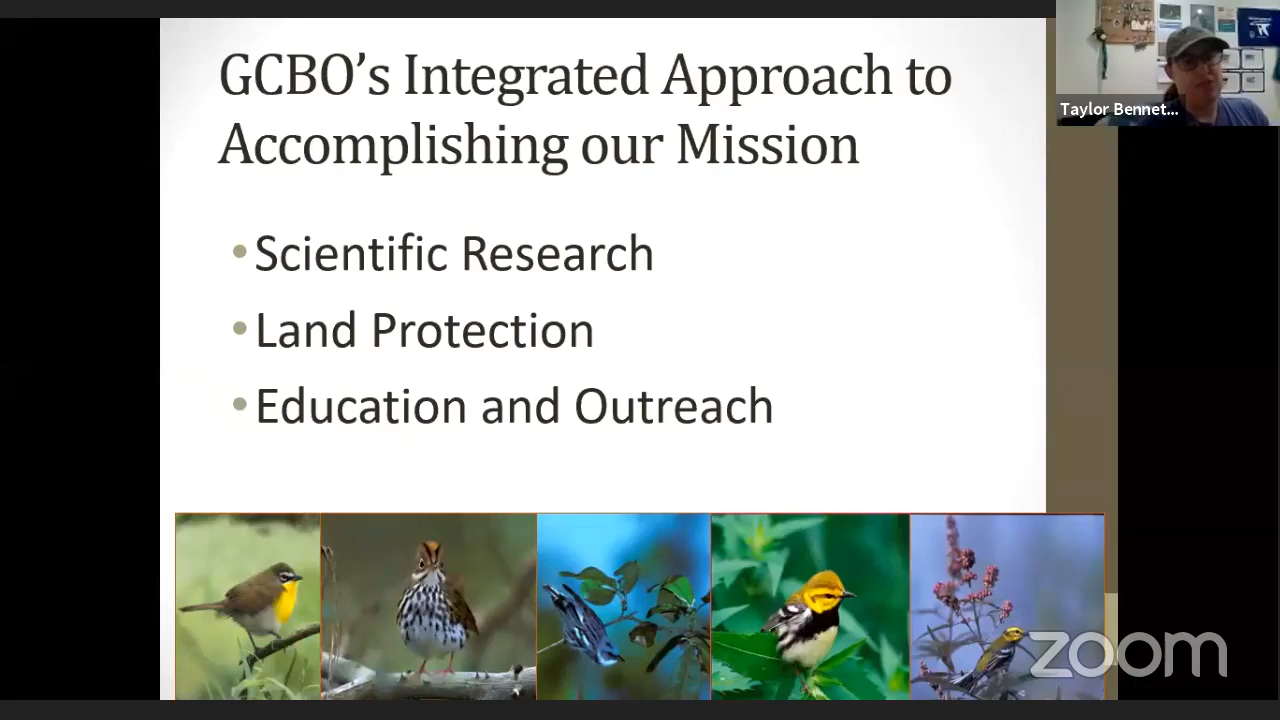 GCBO's Integrated Approach to
Accomplishing our Mission
•Scientific Research
•Land Protection
•Education and Outreach
Taylor Bennet...
zoom